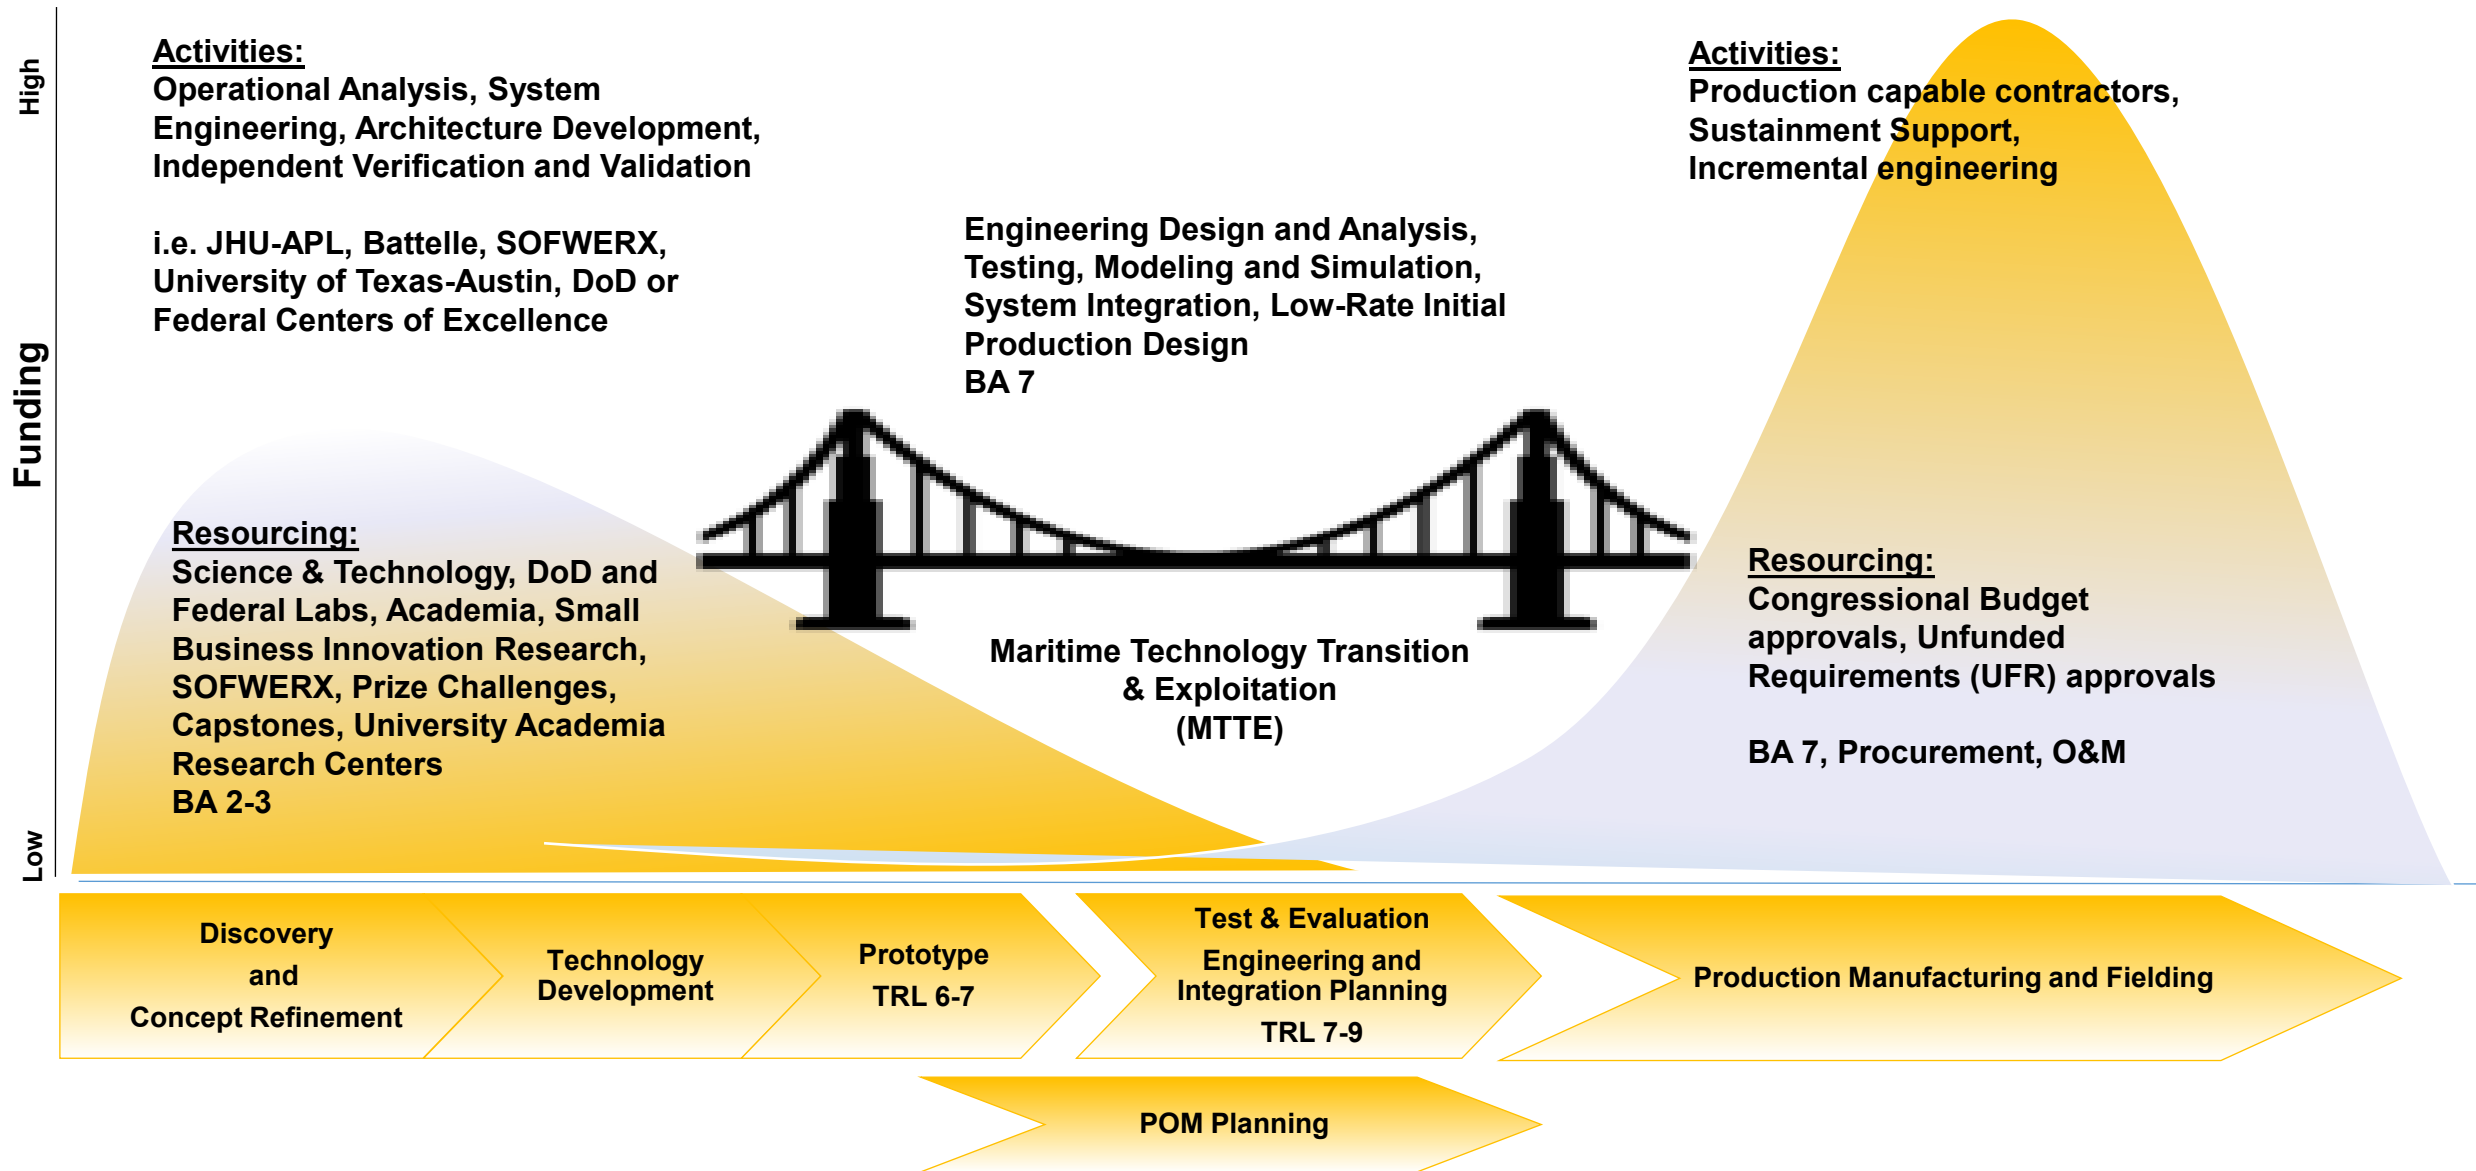 High
Funding
Low
Activities:
Operational Analysis, System
Engineering, Architecture Development,
Independent Verification and Validation
i.e. JHU-APL, Battelle, SOFWERX,
University of Texas-Austin, DoD or
Federal Centers of Excellence
Resourcing:
Science & Technology, DoD and
Federal Labs, Academia, Small
Business Innovation Research,
SOFWERX, Prize Challenges,
Capstones, University Academia
Research Centers
BA 2-3
Engineering Design and Analysis,
Testing, Modeling and Simulation,
System Integration, Low-Rate Initial
Production Design
BA 7
Maritime Technology Transition
& Exploitation
(MTTE)
Activities:
Production capable contractors,
Sustainment Support,
Incremental engineering
Resourcing:
Congressional Budget
approvals, Unfunded
Requirements (UFR) approvals
BA 7, Procurement, O&M
Discovery
and
Concept Refinement
Technology
Development
Prototype
TRL 6-7
Test & Evaluation
Engineering and
Integration Planning
TRL 7-9
Production Manufacturing and Fielding
POM Planning